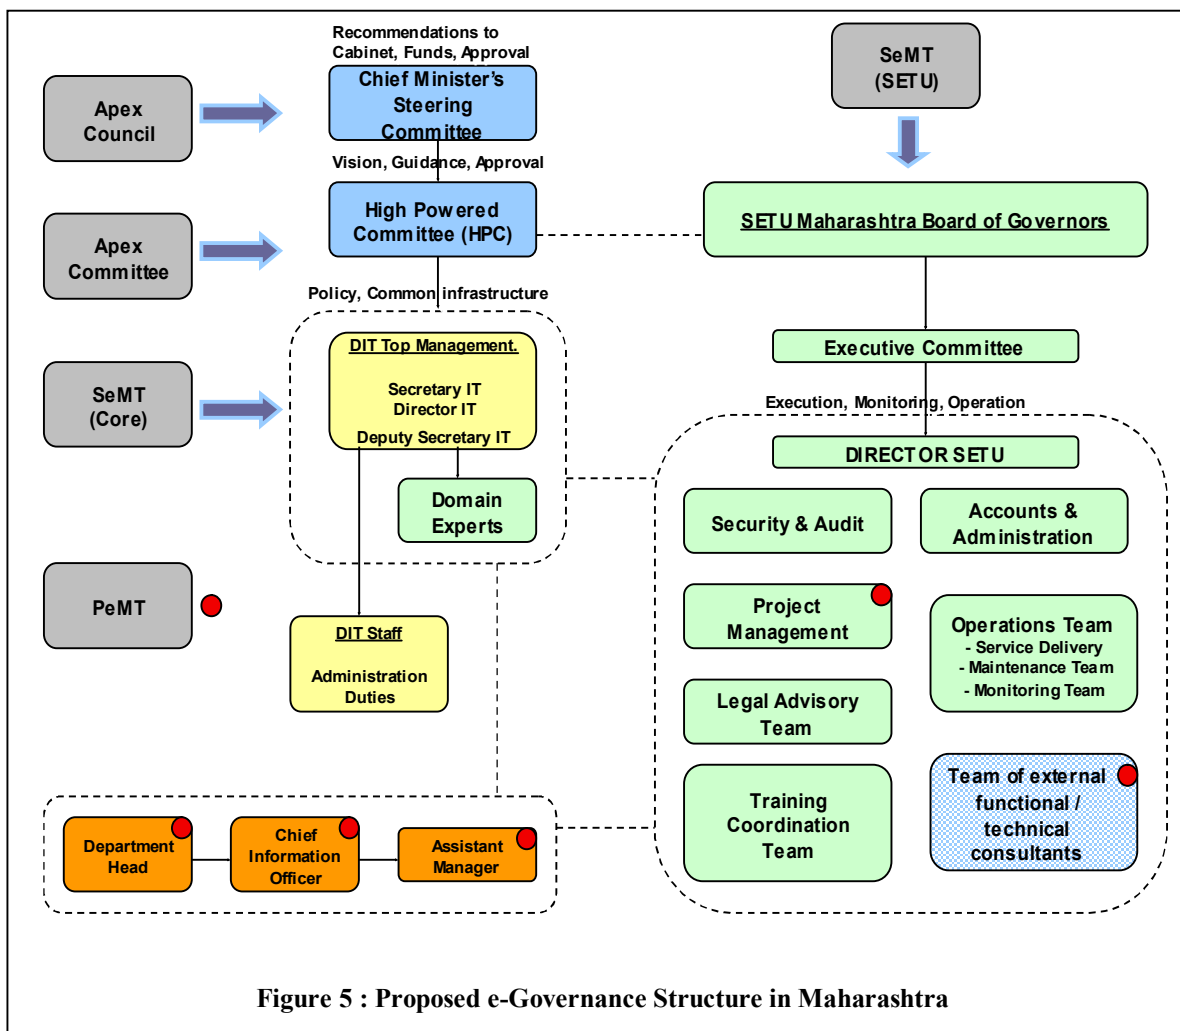 Recommendations to
Cabinet, Funds, Approval
Apex
Council
Chief Minister's
Steering
Committee
SeMT
(SETU)
Vision, Guidance, Approval
Apex
Committee
High Powered
Committee (HPC)
SETU Maharashtra Board of Governors
Policy, Common infrastructure
SeMT
(Core)
DIT Top Management.
Secretary IT
Director IT
Deputy Secretary IT
Domain
Experts
Executive Committee
Execution, Monitoring, Operation
DIRECTOR SETU
Security & Audit
Accounts &
Administration
PeMT
DIT Staff
Administration
Duties
Project
Management
Operations Team
- Service Delivery
- Maintenance Team
- Monitoring Team
Legal Advisory
Team
Training
Coordination
Team
Team of external
functional /
technical
consultants
Department
Head
Chief
Information
Officer
Assistant
Manager
Figure 5 : Proposed e-Governance Structure in Maharashtra